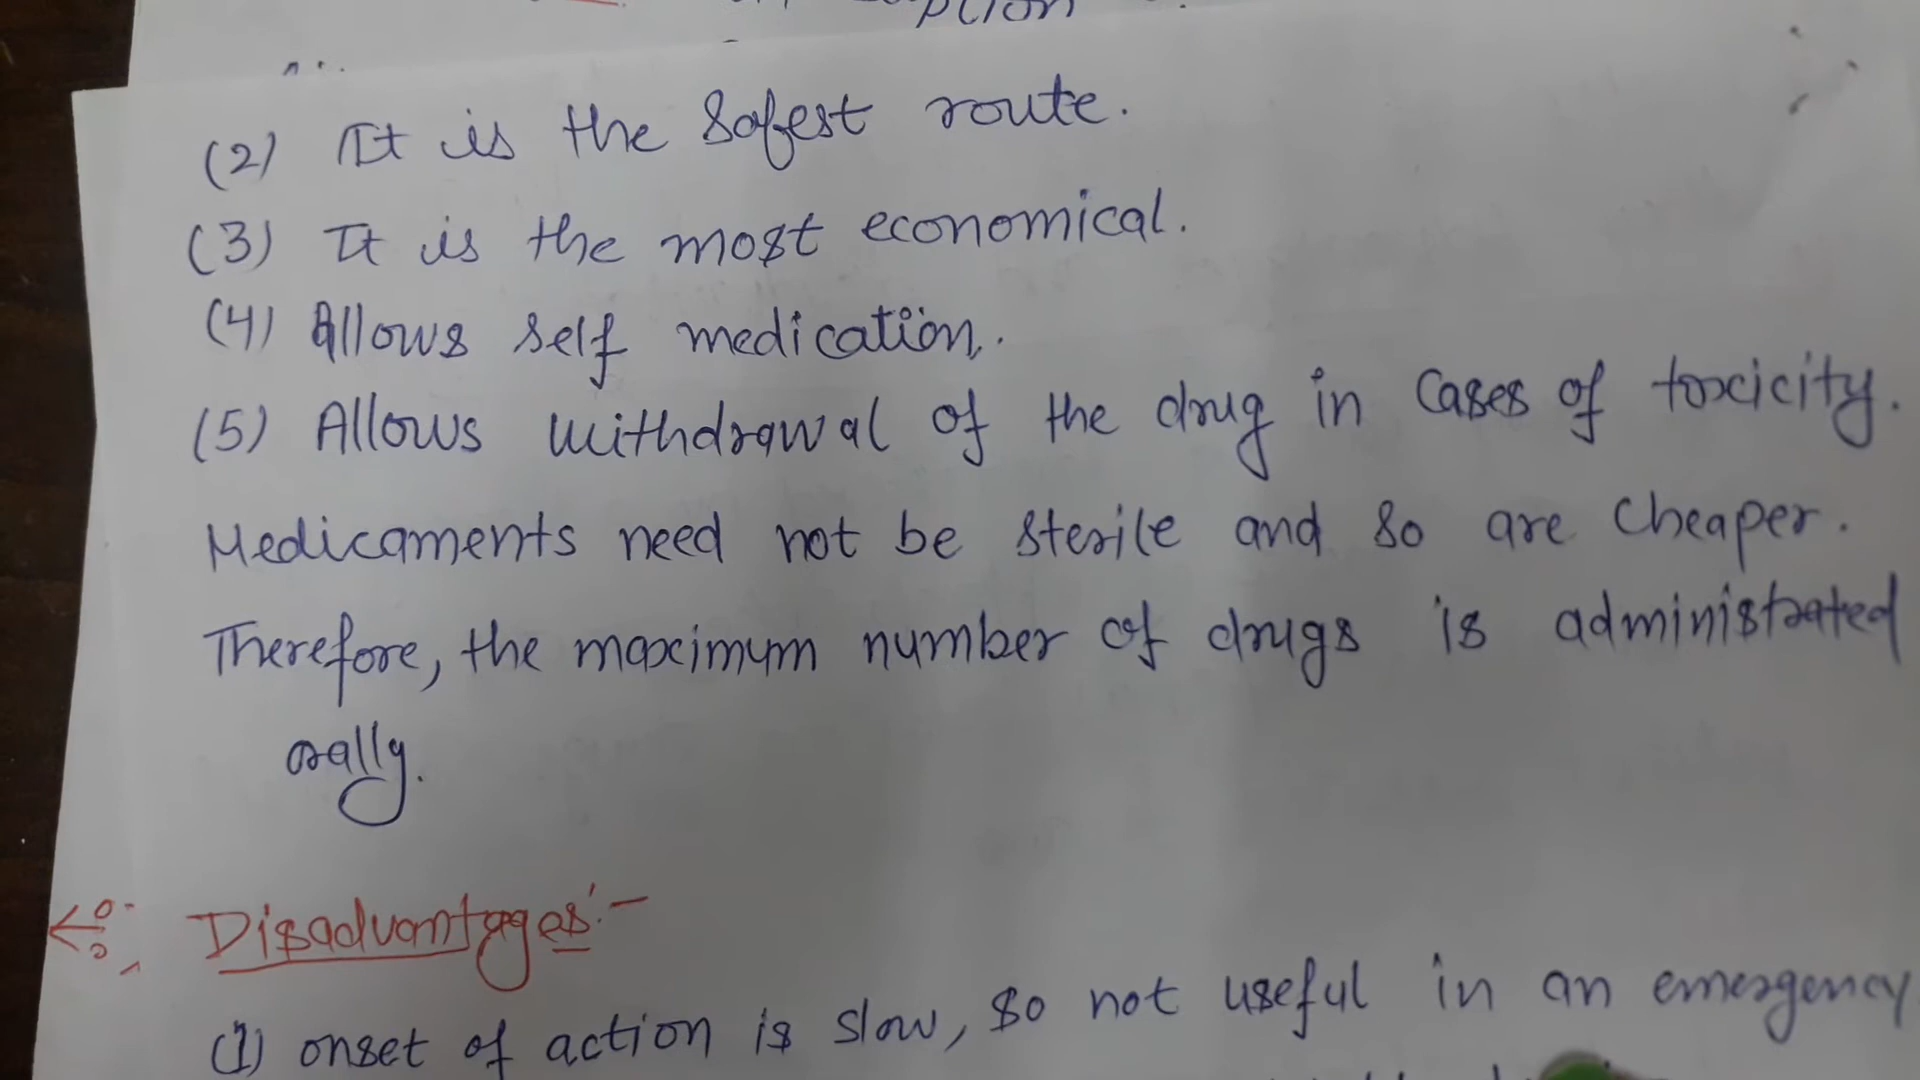 (2) It is the Safest route.
(3) It is the most economical.
(4) Allows self medication.
(5) Allows withdrawal of the drug in Cases of toxicity.
Medicaments need not be sterile and so are Cheaper.
Therefore, the maximum number of drugs is administrated
orally.
Disadvantages:-
(1) onset of action is slow, so not useful in an emergency